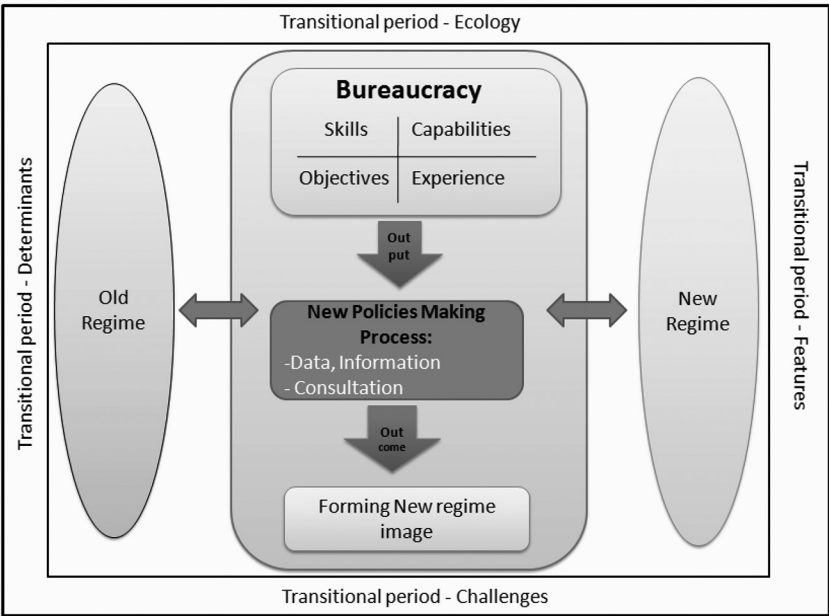 Transitional period - Ecology
Transitional period - Determinants
Old
Regime
Bureaucracy
Skills Capabilities
Objectives Experience
Out
put
New Policies Making
Process:
-Data, Information
- Consultation
Out
come
Forming New regime
image
New
Regime
Transitional period - Features
Transitional period - Challenges